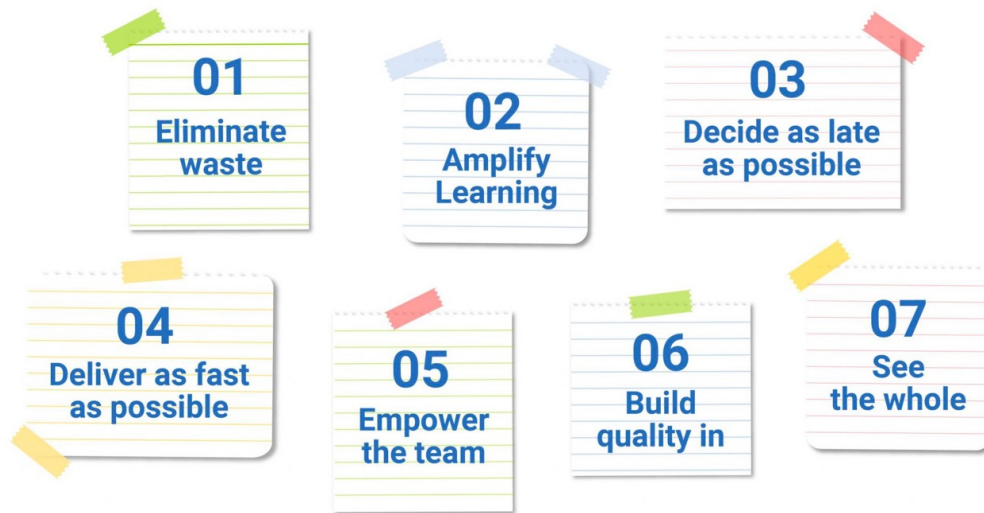 01
Eliminate
waste
02
Amplify
Learning
03
Decide as late
as possible
04
Deliver as fast
as possible
05
Empower
the team
06
Build
quality in
07
See
the whole